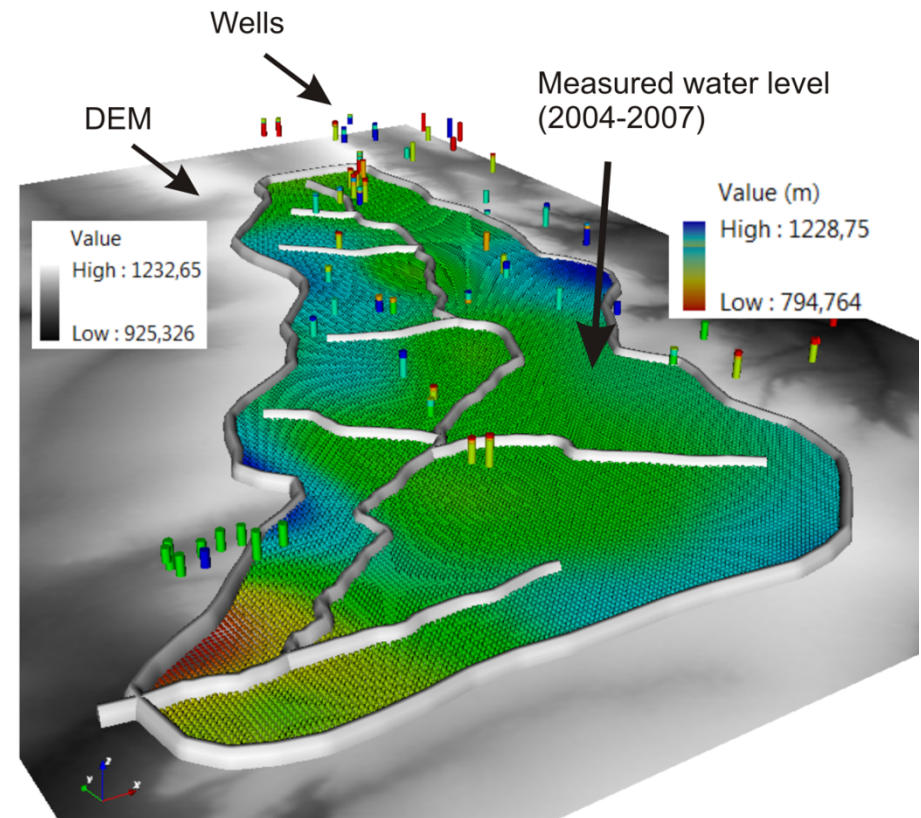 Wells
DEM
Measured water level
(2004-2007)
Value (m)
High : 1228,75
Low : 794,764
Value
High : 1232,65
Low : 925,326
z
y
x